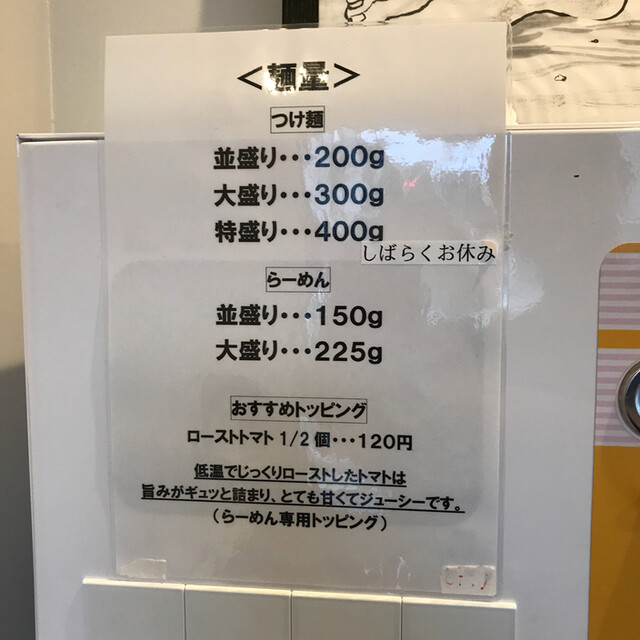 ＜麺量＞
つけ麺
並盛り・・・200g
大盛り・・・300g
特盛り・・・400g
しばらくお休み
らーめん
並盛り・・・150g
大盛り・・・225g
おすすめトッピング
ローストトマト 1/2個・・・120円
低温でじっくりローストしたトマトは
旨みがギュッと詰まり、とても甘くてジューシーです。
（らーめん専用トッピング）